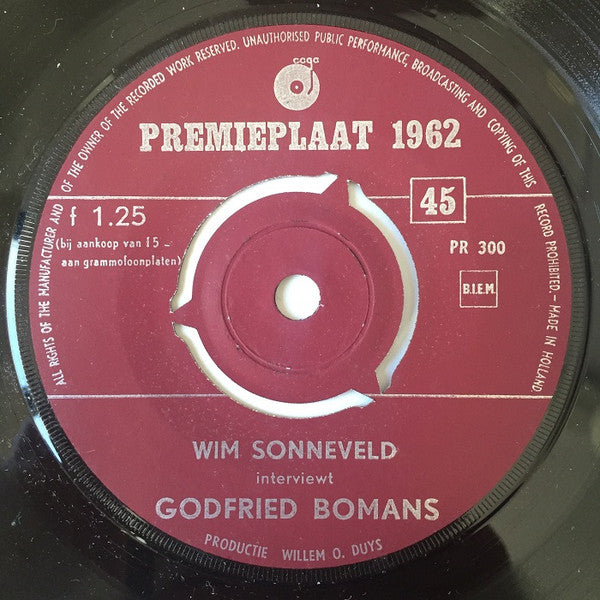 ALL RIGHTS OF THE MANUFACTURER AND OF THE OWNER OF THE RECORDED WORK RESERVED. UNAUTHORISED PUBLIC PERFORMANCE, BROADCASTING AND COPYING OF THIS RECORD PROHIBITED.– MADE IN HOLLAND
coga
PREMIEPLAAT 1962
f 1.25
45
(bij aankoop van f 5 –
aan grammofoonplaten)
PR 300
B.I.E.M.
WIM SONNEVELD
interviewt
GODFRIED BOMANS
PRODUCTIE WILLEM O. DUYS